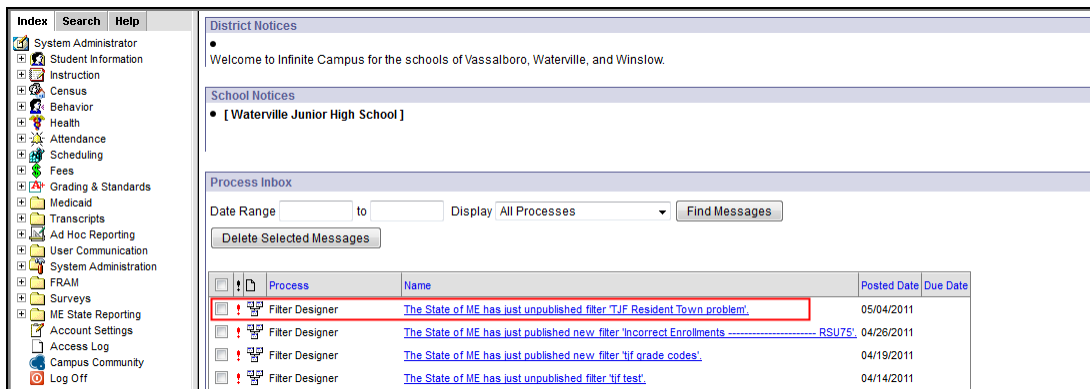 Index Search Help
System Administrator
Student Information
Instruction
Census
Behavior
Health
Attendance
Scheduling
Fees
Grading & Standards
Medicaid
Transcripts
Ad Hoc Reporting
User Communication
System Administration
FRAM
Surveys
ME State Reporting
Account Settings
Access Log
Campus Community
Log Off
District Notices
Welcome to Infinite Campus for the schools of Vassalboro, Waterville, and Winslow.
School Notices
[ Waterville Junior High School ]
Process Inbox
Date Range to Display All Processes Find Messages
Delete Selected Messages
Process Name Posted Date Due Date
Filter Designer The State of ME has just unpublished filter 'TJF Resident Town problem'. 05/04/2011
Filter Designer The State of ME has just published new filter 'Incorrect Enrollments ----------------------- RSU75'. 04/26/2011
Filter Designer The State of ME has just published new filter 'tjf grade codes'. 04/19/2011
Filter Designer The State of ME has just unpublished filter 'tjf test'. 04/14/2011